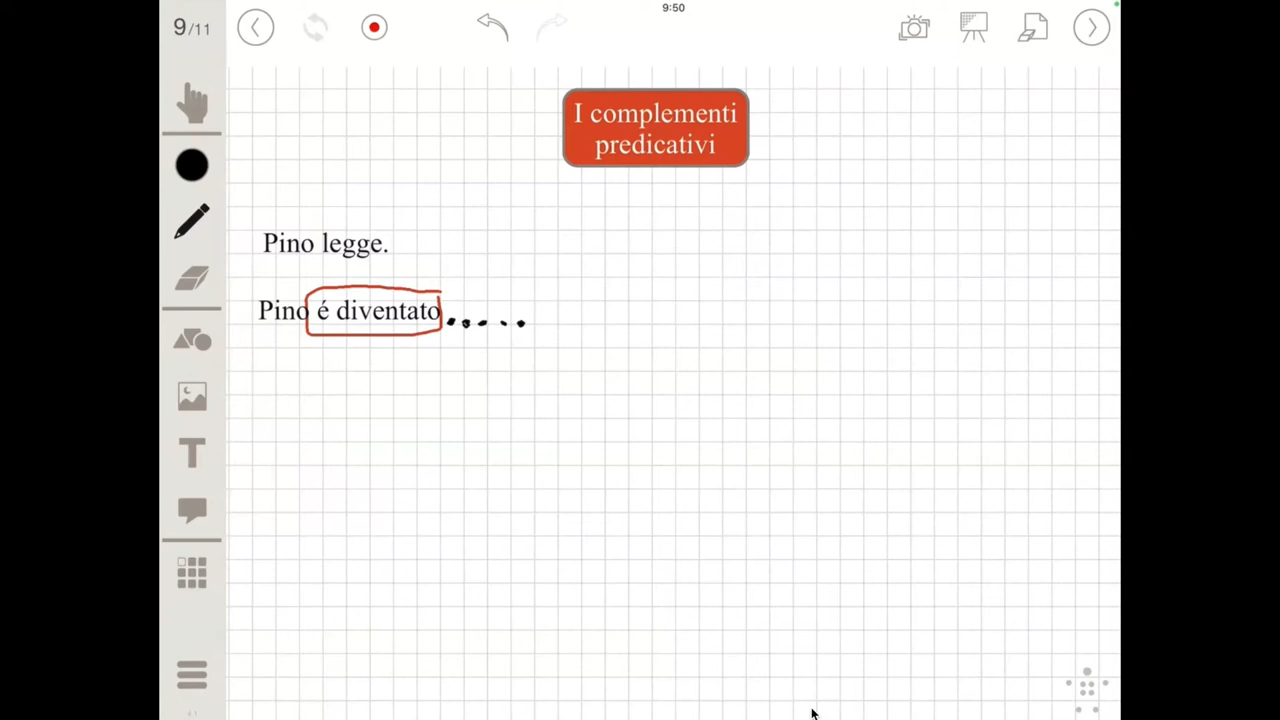 9:50
9/11
I complementi
predicativi
Pino legge.
Pino é diventato.....